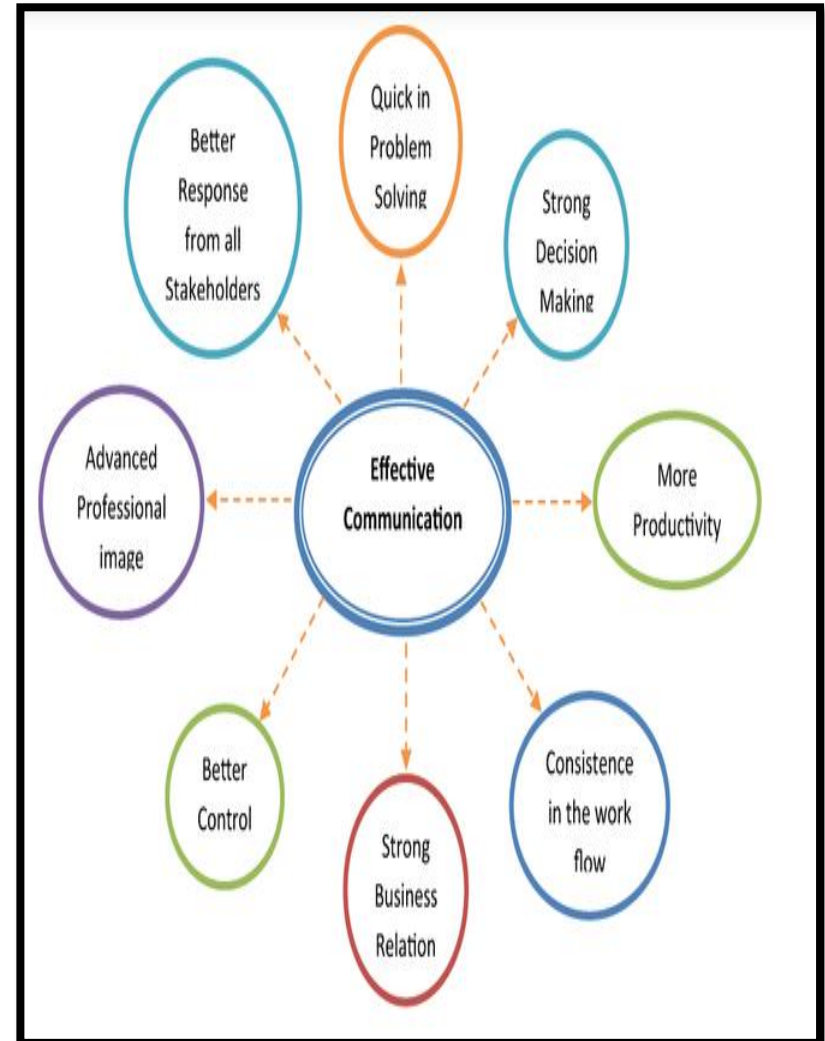 Quick in
Problem
Solving
Better
Response
from all
Stakeholders
Strong
Decision
Making
Effective
Communication
Advanced
Professional
image
More
Productivity
Better
Control
Strong
Business
Relation
Consistence
in the work
flow